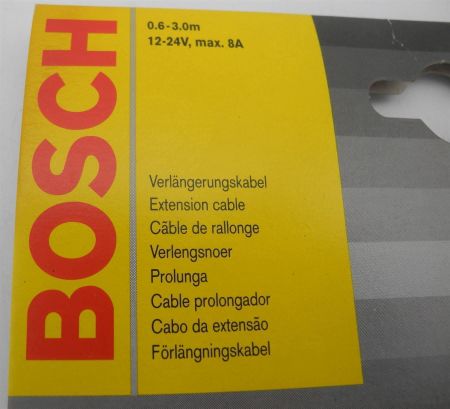 BOSCH
0.6-3.0m
12-24V, max. 8A
Verlängerungskabel
Extension cable
Cãble de rallonge
Verlengsnoer
Prolunga
Cable prolongador
Cabo da extensão
Förlängningskabel